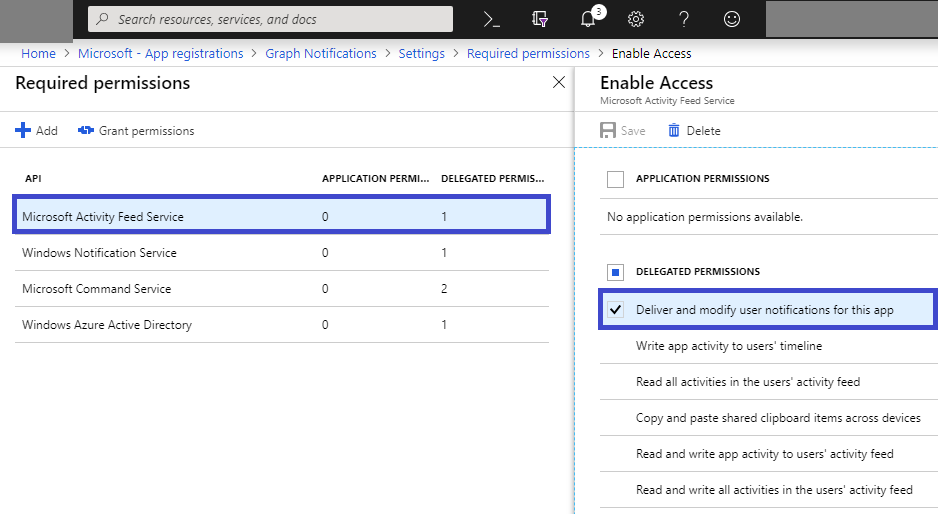 Search resources, services, and docs
3
Home > Microsoft - App registrations > Graph Notifications > Settings > Required permissions > Enable Access
Required permissions
Add
Grant permissions
API APPLICATION PERMI... DELEGATED PERMIS...
Microsoft Activity Feed Service 0 1
Windows Notification Service 0 1
Microsoft Command Service 0 2
Windows Azure Active Directory 0 1
Enable Access
Microsoft Activity Feed Service
Save
Delete
APPLICATION PERMISSIONS
No application permissions available.
DELEGATED PERMISSIONS
Deliver and modify user notifications for this app
Write app activity to users' timeline
Read all activities in the users' activity feed
Copy and paste shared clipboard items across devices
Read and write app activity to users' activity feed
Read and write all activities in the users' activity feed